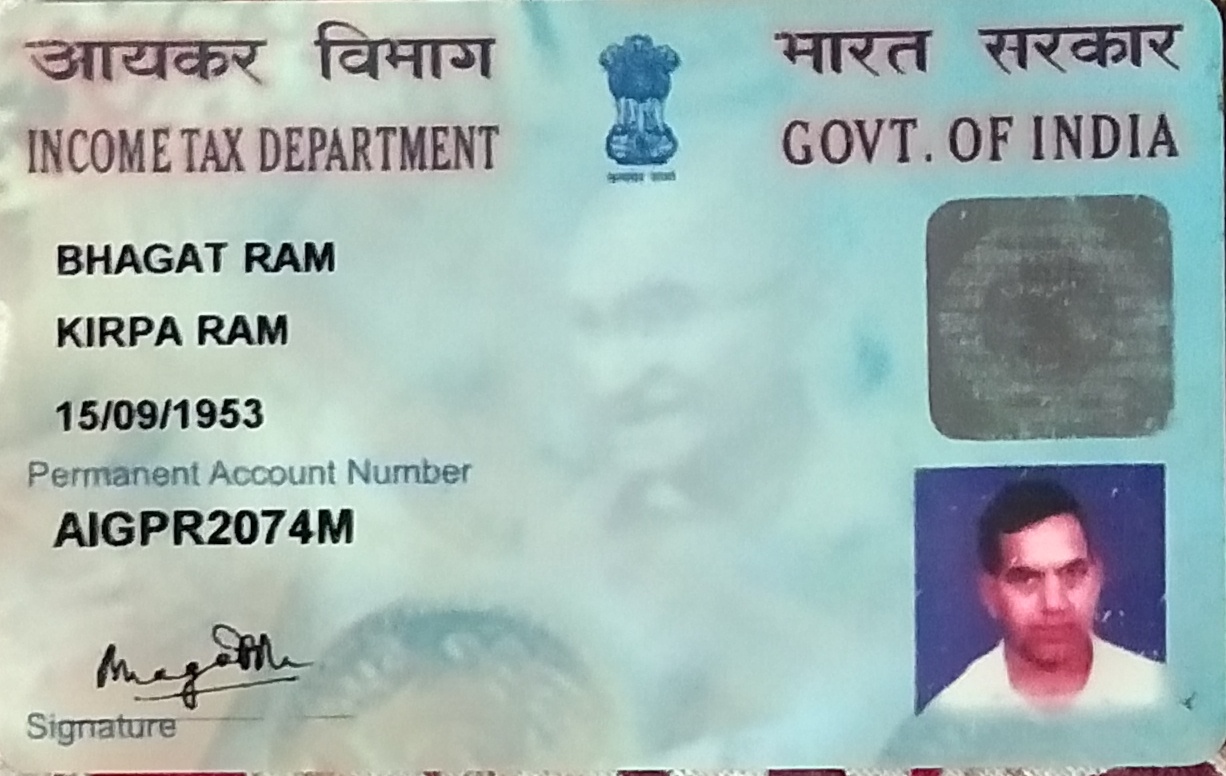 आयकर विभाग
INCOME TAX DEPARTMENT
भारत सरकार
GOVT. OF INDIA
BHAGAT RAM
KIRPA RAM
15/09/1953
Permanent Account Number
AIGPR2074M
Signature